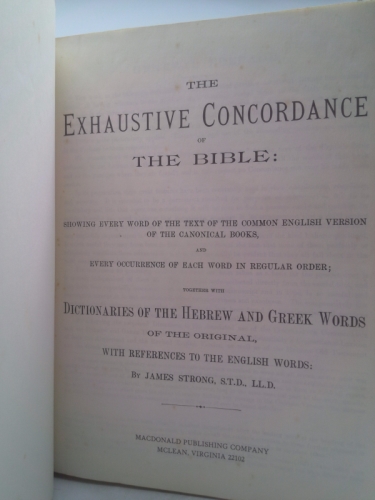 THE
EXHAUSTIVE CONCORDANCE
OF
THE BIBLE:
SHOWING EVERY WORD OF THE TEXT OF THE COMMON ENGLISH VERSION
OF THE CANONICAL BOOKS,
AND
EVERY OCCURRENCE OF EACH WORD IN REGULAR ORDER;
TOGETHER WITH
DICTIONARIES OF THE HEBREW AND GREEK WORDS
OF THE ORIGINAL,
WITH REFERENCES TO THE ENGLISH WORDS:
BY JAMES STRONG, S.T.D., LL.D.
MACDONALD PUBLISHING COMPANY
MCLEAN, VIRGINIA 22102